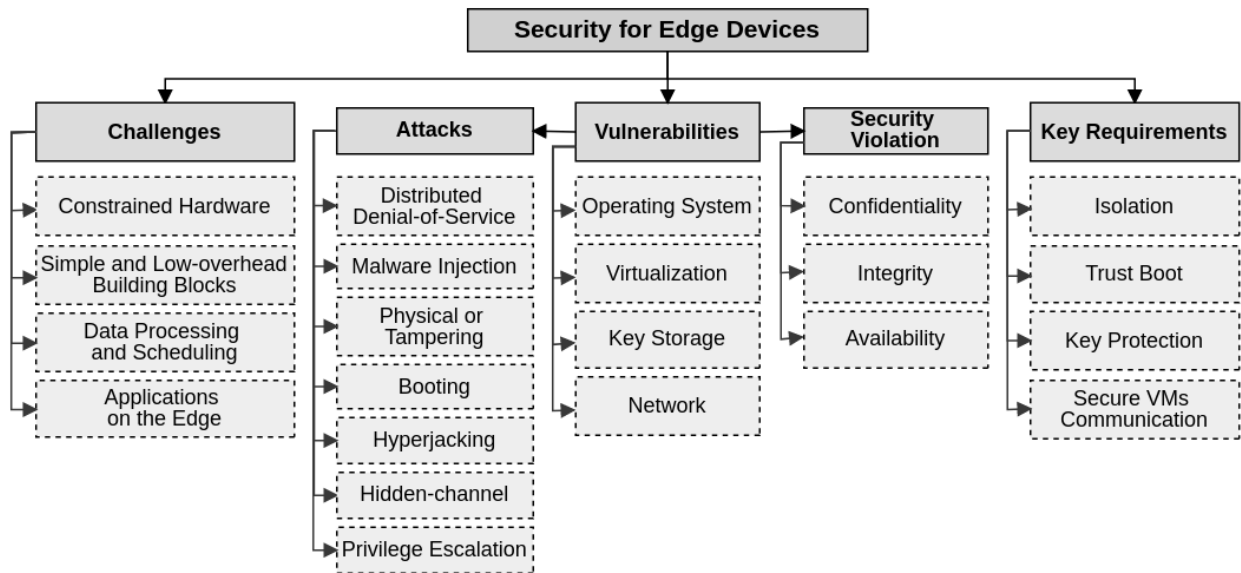 Security for Edge Devices
Challenges
Constrained Hardware
Simple and Low-overhead
Building Blocks
Data Processing
and Scheduling
Applications
on the Edge
Attacks
Distributed
Denial-of-Service
Malware Injection
Physical or
Tampering
Booting
Hyperjacking
Hidden-channel
Privilege Escalation
Vulnerabilities
Operating System
Virtualization
Key Storage
Network
Security
Violation
Confidentiality
Integrity
Availability
Key Requirements
Isolation
Trust Boot
Key Protection
Secure VMs
Communication